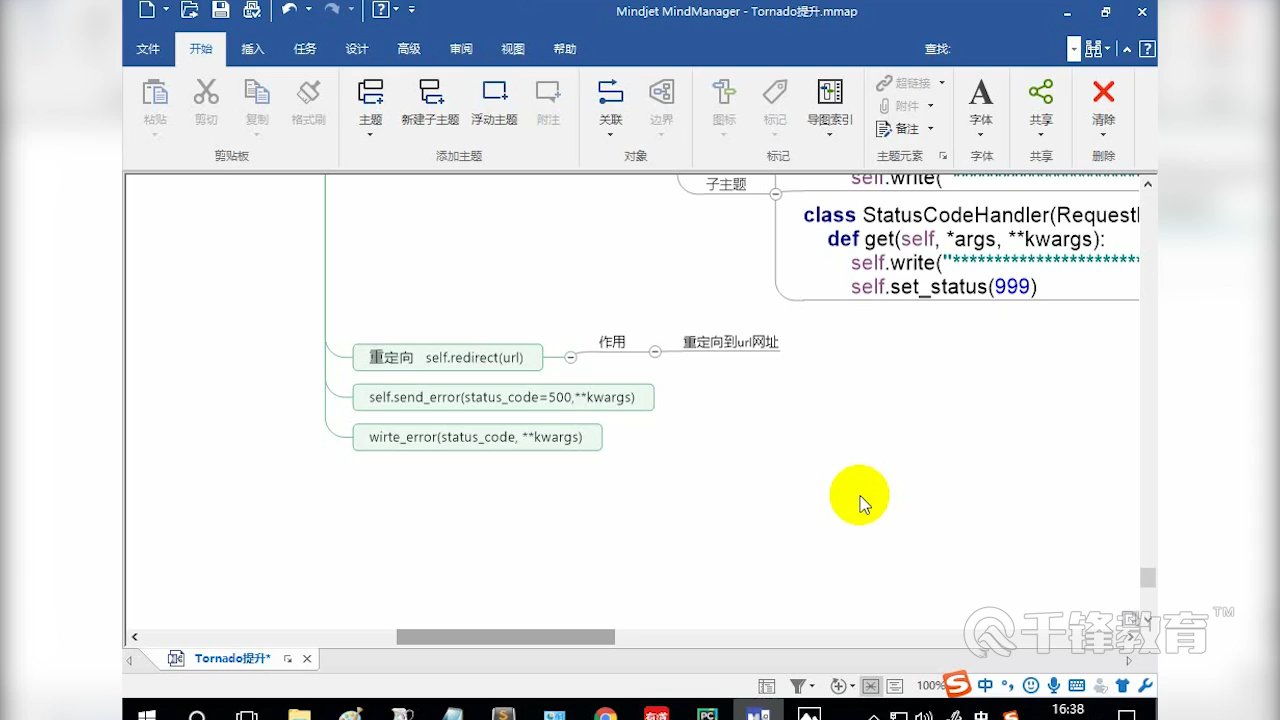 Mindjet MindManager - Tornado提升.mmap
文件 开始 插入 任务 设计 高级 审阅 视图 帮助 查找:
粘贴 剪切 复制 格式刷 主题 新建子主题 浮动主题 附注 关联 边界 图标 标记 导图索引 超链接 附件 备注 字体 共享 清除
剪贴板 添加主题 对象 标记 主题元素 字体 共享 删除
子主题
self.write("**********************
class StatusCodeHandler(Request
def get(self, *args, **kwargs):
self.write("***********************
self.set_status(999)
重定向 self.redirect(url)
作用
重定向到url网址
self.send_error(status_code=500,**kwargs)
wirte_error(status_code, **kwargs)
千锋教育™
Tornado提升*
100%
中
16:38